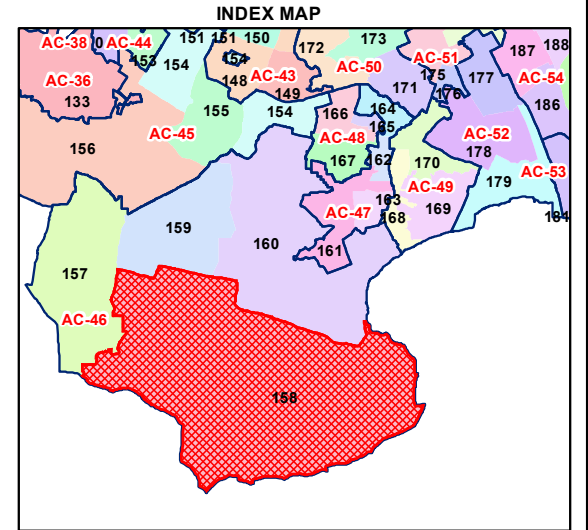 INDEX MAP
AC-38 0 AC-44 151 151 150 172 173 AC-51 187 188
153 154 154 AC-50 175 177 AC-54
AC-36 148 AC-43 171 176 186
133 149
155 154 166 164
AC-45 AC-48 165 AC-52
156 167 162 170 178 AC-53
AC-49 179
159 AC-47 163 169
168 184
160 161
157
AC-46
158